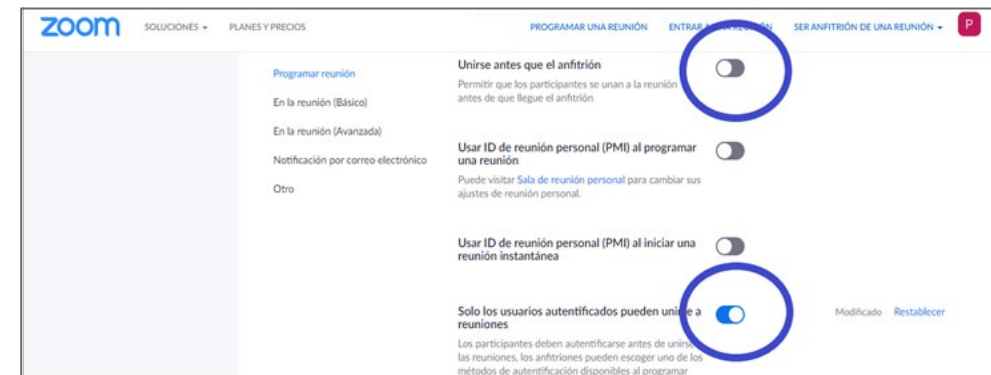 zoom SOLUCIONES PLANES Y PRECIOS PROGRAMAR UNA REUNIÓN ENTRAR REUNIÓN SER ANFITRIÓN DE UNA REUNIÓN P
Programar reunión
En la reunión (Básico)
En la reunión (Avanzada)
Notificación por correo electrónico
Otro
Unirse antes que el anfitrión
Permitir que los participantes se unan a la reunión
antes de que llegue el anfitrión
Usar ID de reunión personal (PMI) al programar
una reunión
Puede visitar Sala de reunión personal para cambiar sus
ajustes de reunión personal.
Usar ID de reunión personal (PMI) al iniciar una
reunión instantánea
Solo los usuarios autentificados pueden unirse a
reuniones
Modificado Restablecer
Los participantes deben autentificarse antes de unirse
las reuniones, los anfitriones pueden escoger uno de los
métodos de autentificación disponibles al programar